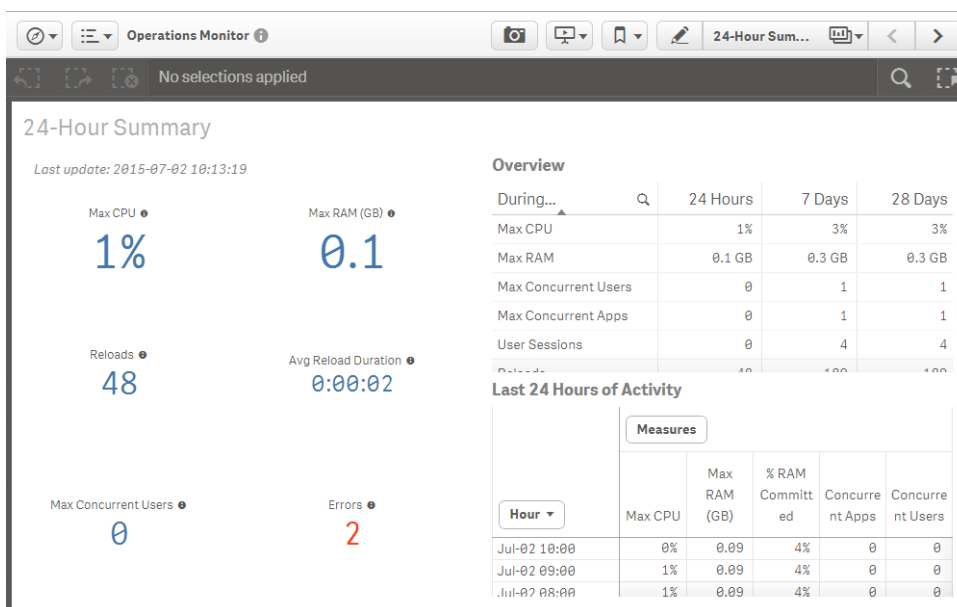 Operations Monitor
24-Hour Sum...
No selections applied
24-Hour Summary
Last update: 2015-07-02 10:13:19
Max CPU
1%
Max RAM (GB)
0.1
Reloads
48
Avg Reload Duration
0:00:02
Max Concurrent Users
0
Errors
2
Overview
During... 24 Hours 7 Days 28 Days
Max CPU 1% 3% 3%
Max RAM 0.1 GB 0.3 GB 0.3 GB
Max Concurrent Users 0 1 1
Max Concurrent Apps 0 1 1
User Sessions 0 4 4
Last 24 Hours of Activity
Measures
Hour
Max CPU
Max
RAM
(GB)
% RAM
Committ
ed
Concurre
nt Apps
Concurre
nt Users
Jul-02 10:00 0% 0.09 4% 0 0
Jul-02 09:00 1% 0.09 4% 0 0
Jul-02 08:00 1% 0.09 4% 0 0